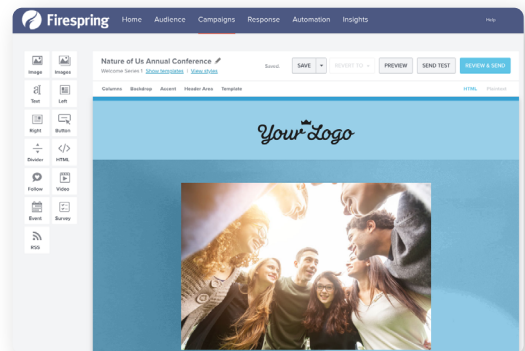 Firespring Home Audience Campaigns Response Automation Insights Help
Nature of Us Annual Conference
Welcome Series 1 Show templates | View styles
Saved. SAVE REVERT TO PREVIEW SEND TEST REVIEW & SEND
Columns Backdrop Accent Header Area Template HTML Plaintext
Image Images
Text Left
Right Button
Divider HTML
Follow Video
Event Survey
RSS
Your Logo